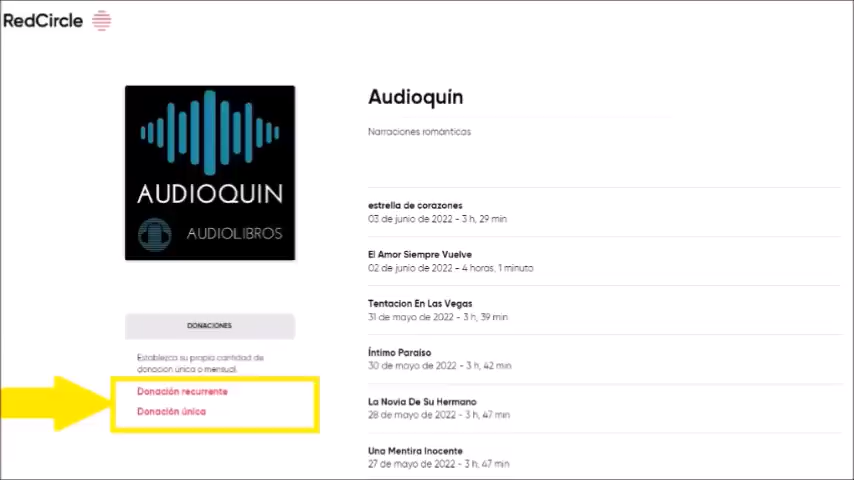 RedCircle
AUDIOQUIN
AUDIOLIBROS
DONACIONES
Establezca su propia cantidad de
donación única o mensual.
Donación recurrente
Donación única
Audioquín
Narraciones románticas
estrella de corazones
03 de junio de 2022 - 3 h, 29 min
El Amor Siempre Vuelve
02 de junio de 2022 - 4 horas, 1 minuto
Tentacion En Las Vegas
31 de mayo de 2022 - 3 h, 39 min
Íntimo Paraíso
30 de mayo de 2022 - 3 h, 42 min
La Novia De Su Hermano
28 de mayo de 2022 - 3 h, 47 min
Una Mentira Inocente
27 de mayo de 2022 - 3 h, 47 min